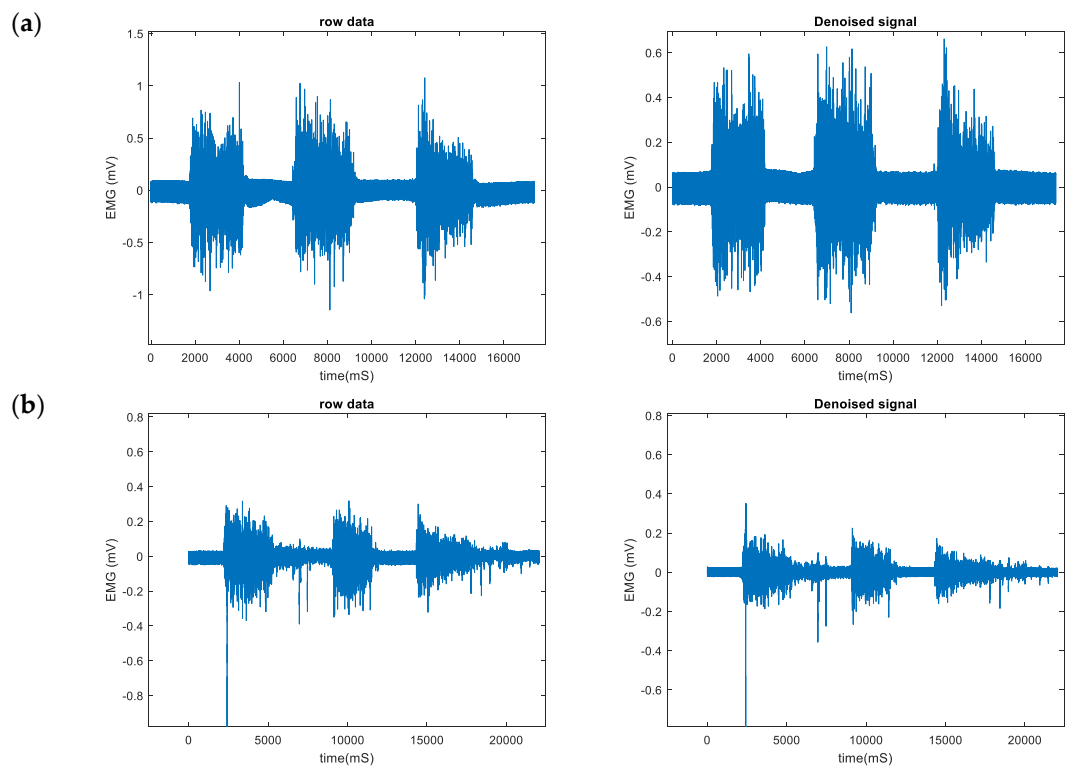 (a)
row data
1.5
1
0.5
0
-0.5
-1
EMG (mV)
0 2000 4000 6000 8000 10000 12000 14000 16000
time(mS)
Denoised signal
0.6
0.4
0.2
0
-0.2
-0.4
-0.6
EMG (mV)
0 2000 4000 6000 8000 10000 12000 14000 16000
time(mS)
(b)
row data
0.8
0.6
0.4
0.2
0
-0.2
-0.4
-0.6
-0.8
EMG (mV)
0 5000 10000 15000 20000
time(mS)
Denoised signal
0.8
0.6
0.4
0.2
0
-0.2
-0.4
-0.6
EMG (mV)
0 5000 10000 15000 20000
time(mS)